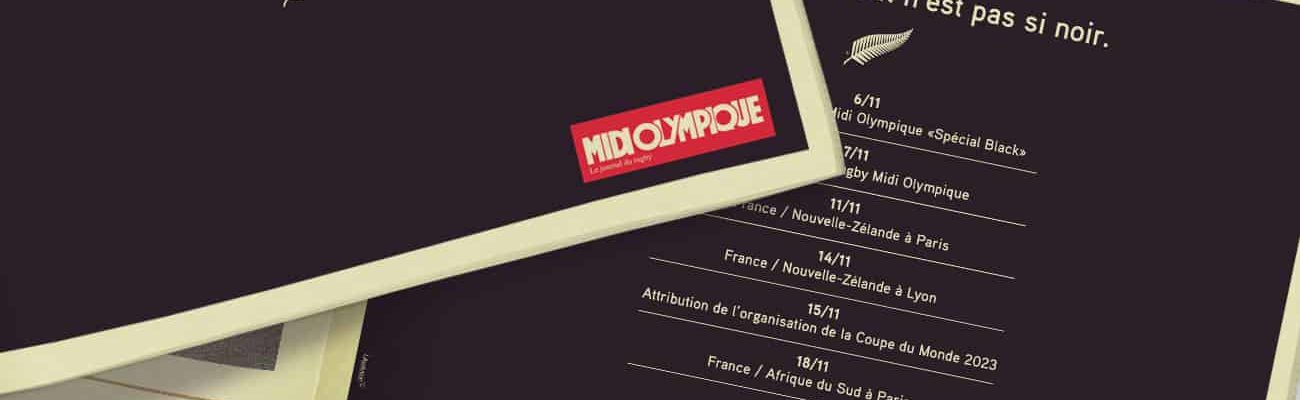 MIDI OLYMPIQUE
Le journal du rugby
n'est pas si noir.
6/11
Midi Olympique «Spécial Black»
7/11
Midi Olympique
11/11
France / Nouvelle-Zélande à Paris
14/11
France / Nouvelle-Zélande à Lyon
15/11
Attribution de l'organisation de la Coupe du Monde 2023
18/11
France / Afrique du Sud à Paris